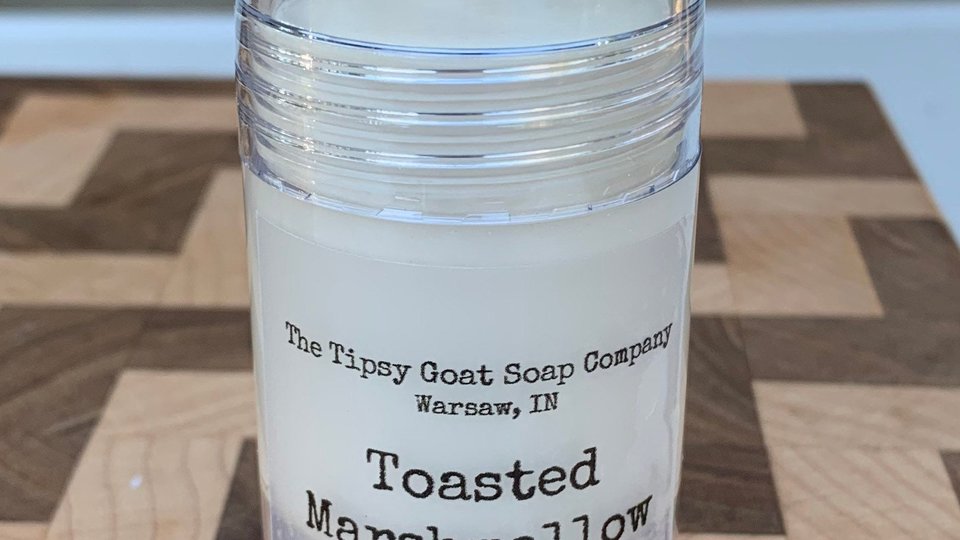 The Tipsy Goat Soap Company
Warsaw, IN
Toasted
Marshmallow